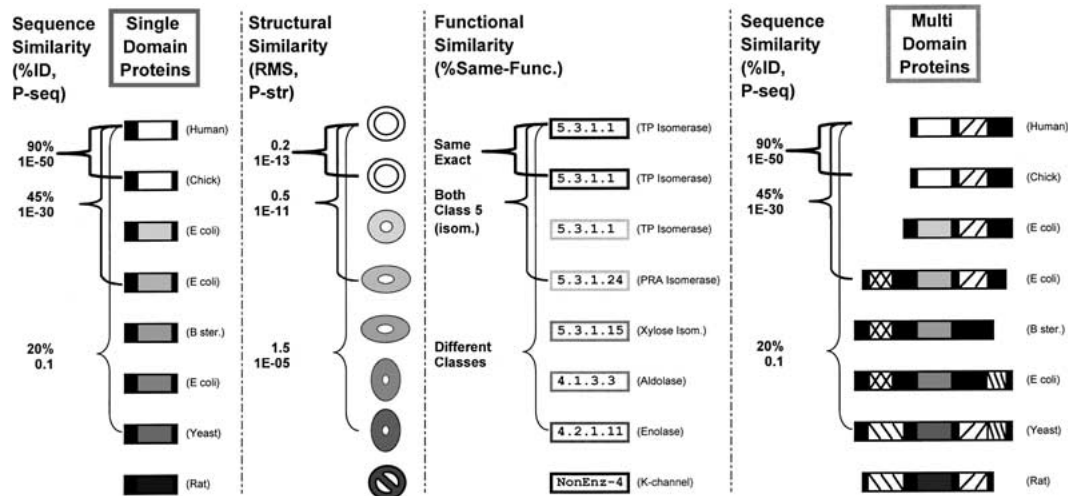 Sequence
Similarity
(%ID,
P-seq)
Single
Domain
Proteins
90%
1E-50
45%
1E-30
20%
0.1
(Human)
(Chick)
(E coli)
(E coli)
(B ster.)
(E coli)
(Yeast)
(Rat)
Structural
Similarity
(RMS,
P-str)
0.2
1E-13
0.5
1E-11
1.5
1E-05
Functional
Similarity
(%Same-Func.)
Same
Exact
Both
Class 5
(isom.)
Different
Classes
5.3.1.1 (TP Isomerase)
5.3.1.1 (TP Isomerase)
5.3.1.1 (TP Isomerase)
5.3.1.24 (PRA Isomerase)
5.3.1.15 (Xylose Isom.)
4.1.3.3 (Aldolase)
4.2.1.11 (Enolase)
NonEnz-4 (K-channel)
Sequence
Similarity
(%ID,
P-seq)
Multi
Domain
Proteins
90%
1E-50
45%
1E-30
20%
0.1
(Human)
(Chick)
(E coli)
(E coli)
(B ster.)
(E coli)
(Yeast)
(Rat)